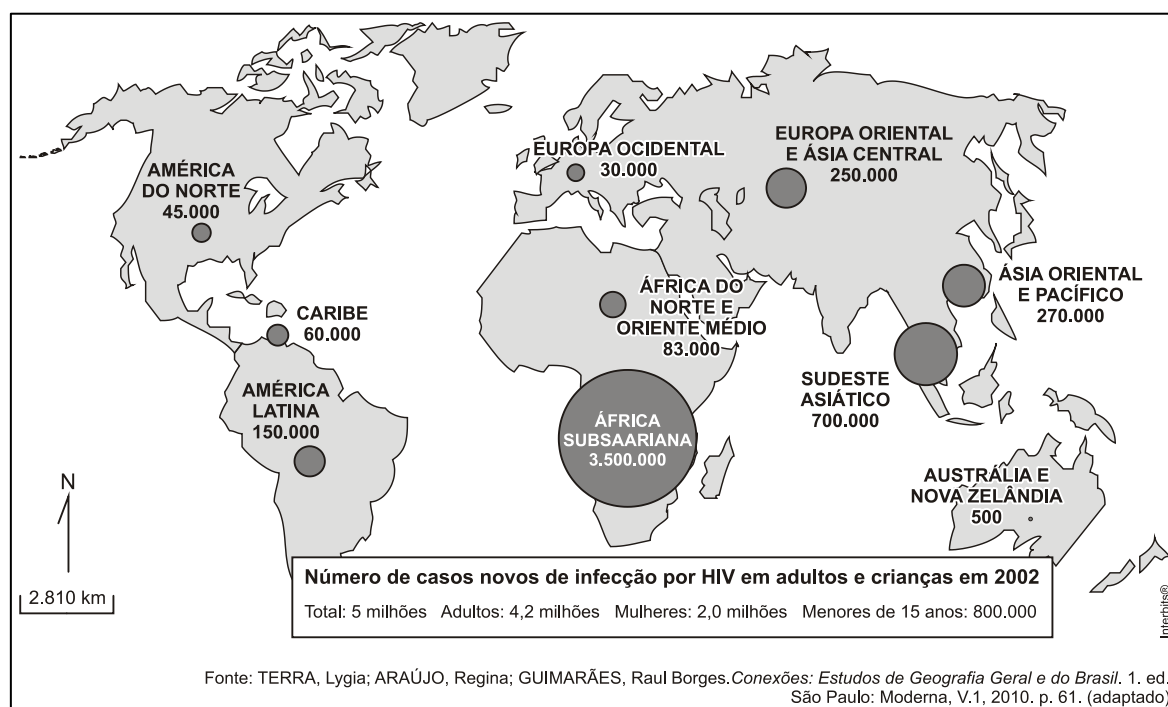 AMÉRICA
DO NORTE
45.000
EUROPA OCIDENTAL
30.000
EUROPA ORIENTAL
E ÁSIA CENTRAL
250.000
CARIBE
60.000
ÁFRICA DO
NORTE E
ORIENTE MÉDIO
83.000
ÁSIA ORIENTAL
E PACÍFICO
270.000
AMÉRICA
LATINA
150.000
ÁFRICA
SUBSAARIANA
3.500.000
SUDESTE
ASIÁTICO
700.000
AUSTRÁLIA E
NOVA ZELÂNDIA
500
N
2.810 km
Número de casos novos de infecção por HIV em adultos e crianças em 2002
Total: 5 milhões Adultos: 4,2 milhões Mulheres: 2,0 milhões Menores de 15 anos: 800.000
Interbits®
Fonte: TERRA, Lygia; ARAÚJO, Regina; GUIMARÃES, Raul Borges.Conexões: Estudos de Geografia Geral e do Brasil. 1. ed.
São Paulo: Moderna, V.1, 2010. p. 61. (adaptado)